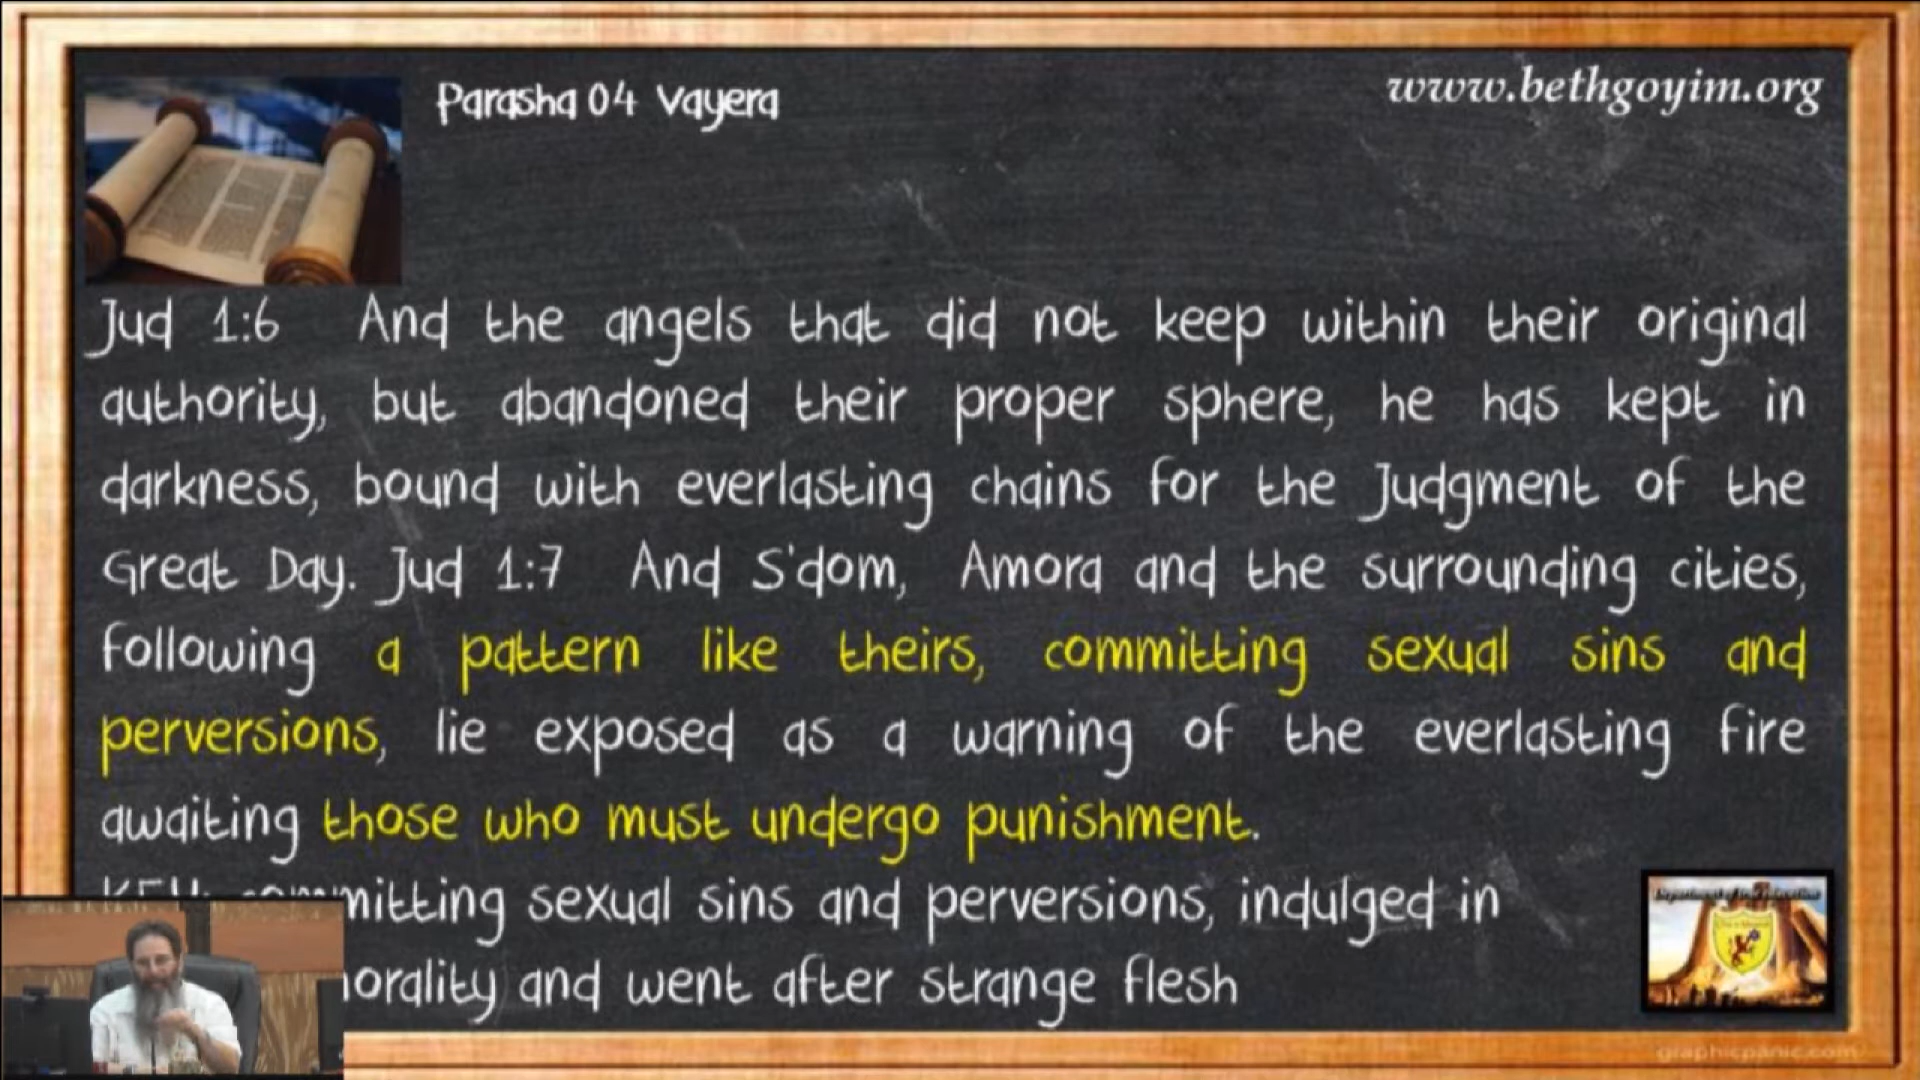 Parasha 04 Vayera
www.bethgoyim.org
Jud 1:6 And the angels that did not keep within their original
authority, but abandoned their proper sphere, he has kept in
darkness, bound with everlasting chains for the Judgment of the
Great Day. Jud 1:7 And S'dom, Amora and the surrounding cities,
following a pattern like theirs, committing sexual sins and
perversions, lie exposed as a warning of the everlasting fire
awaiting those who must undergo punishment.
sexual sins and perversions, indulged in
and went after strange flesh
graphicpanic.com